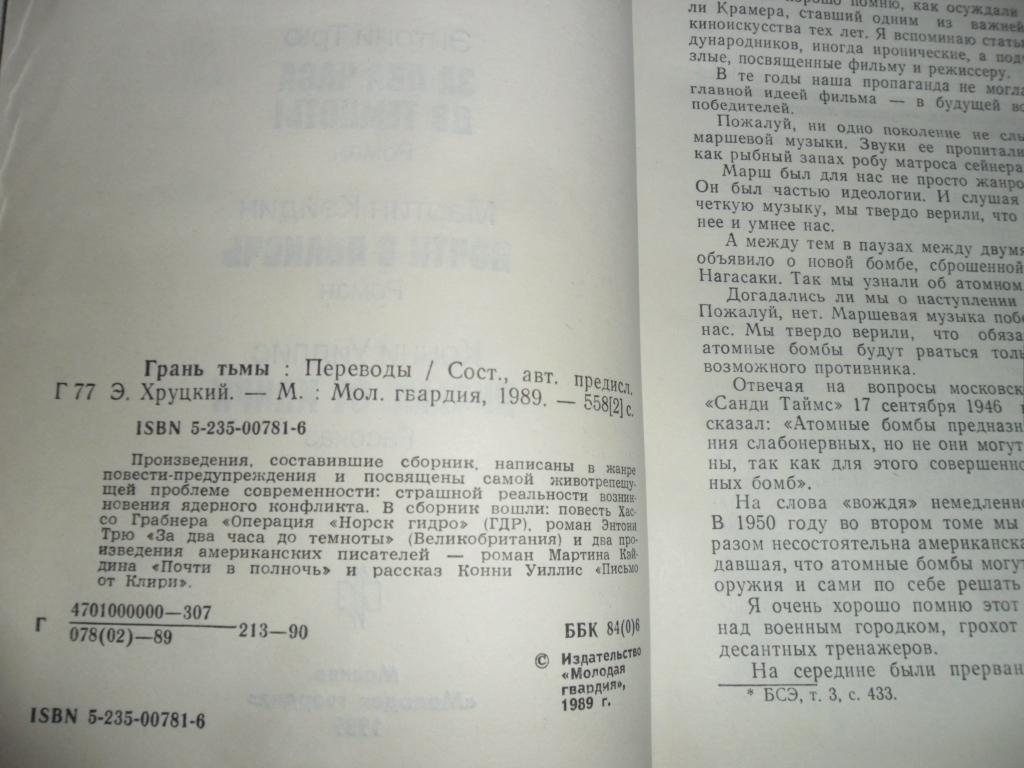 Грань тьмы : Переводы / Сост., авт. предисл.
Г 77 Э. Хруцкий. — М. : Мол. гвардия, 1989. — 558[2] с.
ISBN 5-235-00781-6
Произведения, составившие сборник, написаны в жанре
повести-предупреждения и посвящены самой животрепещу-
щей проблеме современности: страшной реальности возник-
новения ядерного конфликта. В сборник вошли: повесть Хас-
со Грабнера «Операция «Норск гидро» (ГДР), роман Энтони
Трю «За два часа до темноты» (Великобритания) и два про-
изведения американских писателей — роман Мартина Кэй-
дина «Почти в полночь» и рассказ Конни Уиллис «Письмо
от Клири».
Г 4701000000—307
078(02)—89
213—90
ББК 84(0)6
© Издательство
«Молодая
гвардия»,
1989 г.
ISBN 5-235-00781-6
хорошо помню, как осуждали
ли Крамера, ставший одним из важней
киноискусства тех лет. Я вспоминаю стать
дународников, иногда иронические, а под
злые, посвященные фильму и режиссеру.
В те годы наша пропаганда не могла
главной идеей фильма — в будущей во
победителей.
Пожалуй, ни одно поколение не слы
маршевой музыки. Звуки ее пропитали
как рыбный запах робу матроса сейнера
Марш был для нас не просто жанро
Он был частью идеологии. И слушая
четкую музыку, мы твердо верили, что
нее и умнее нас.
А между тем в паузах между двумя
объявило о новой бомбе, сброшенной
Нагасаки. Так мы узнали об атомном
Догадались ли мы о наступлении
Пожалуй, нет. Маршевая музыка побе
нас. Мы твердо верили, что обяза
атомные бомбы будут рваться толь
возможного противника.
Отвечая на вопросы московск
«Санди Таймс» 17 сентября 1946
сказал: «Атомные бомбы предназн
ния слабонервных, но не они могут
ны, так как для этого совершенно
ных бомб».
На слова «вождя» немедленно
В 1950 году во втором томе мы
разом несостоятельна американска
давшая, что атомные бомбы могут
оружия и сами по себе решать
Я очень хорошо помню этот
над военным городком, грохот
десантных тренажеров.
На середине были прерван
* БСЭ, т. 3, с. 433.